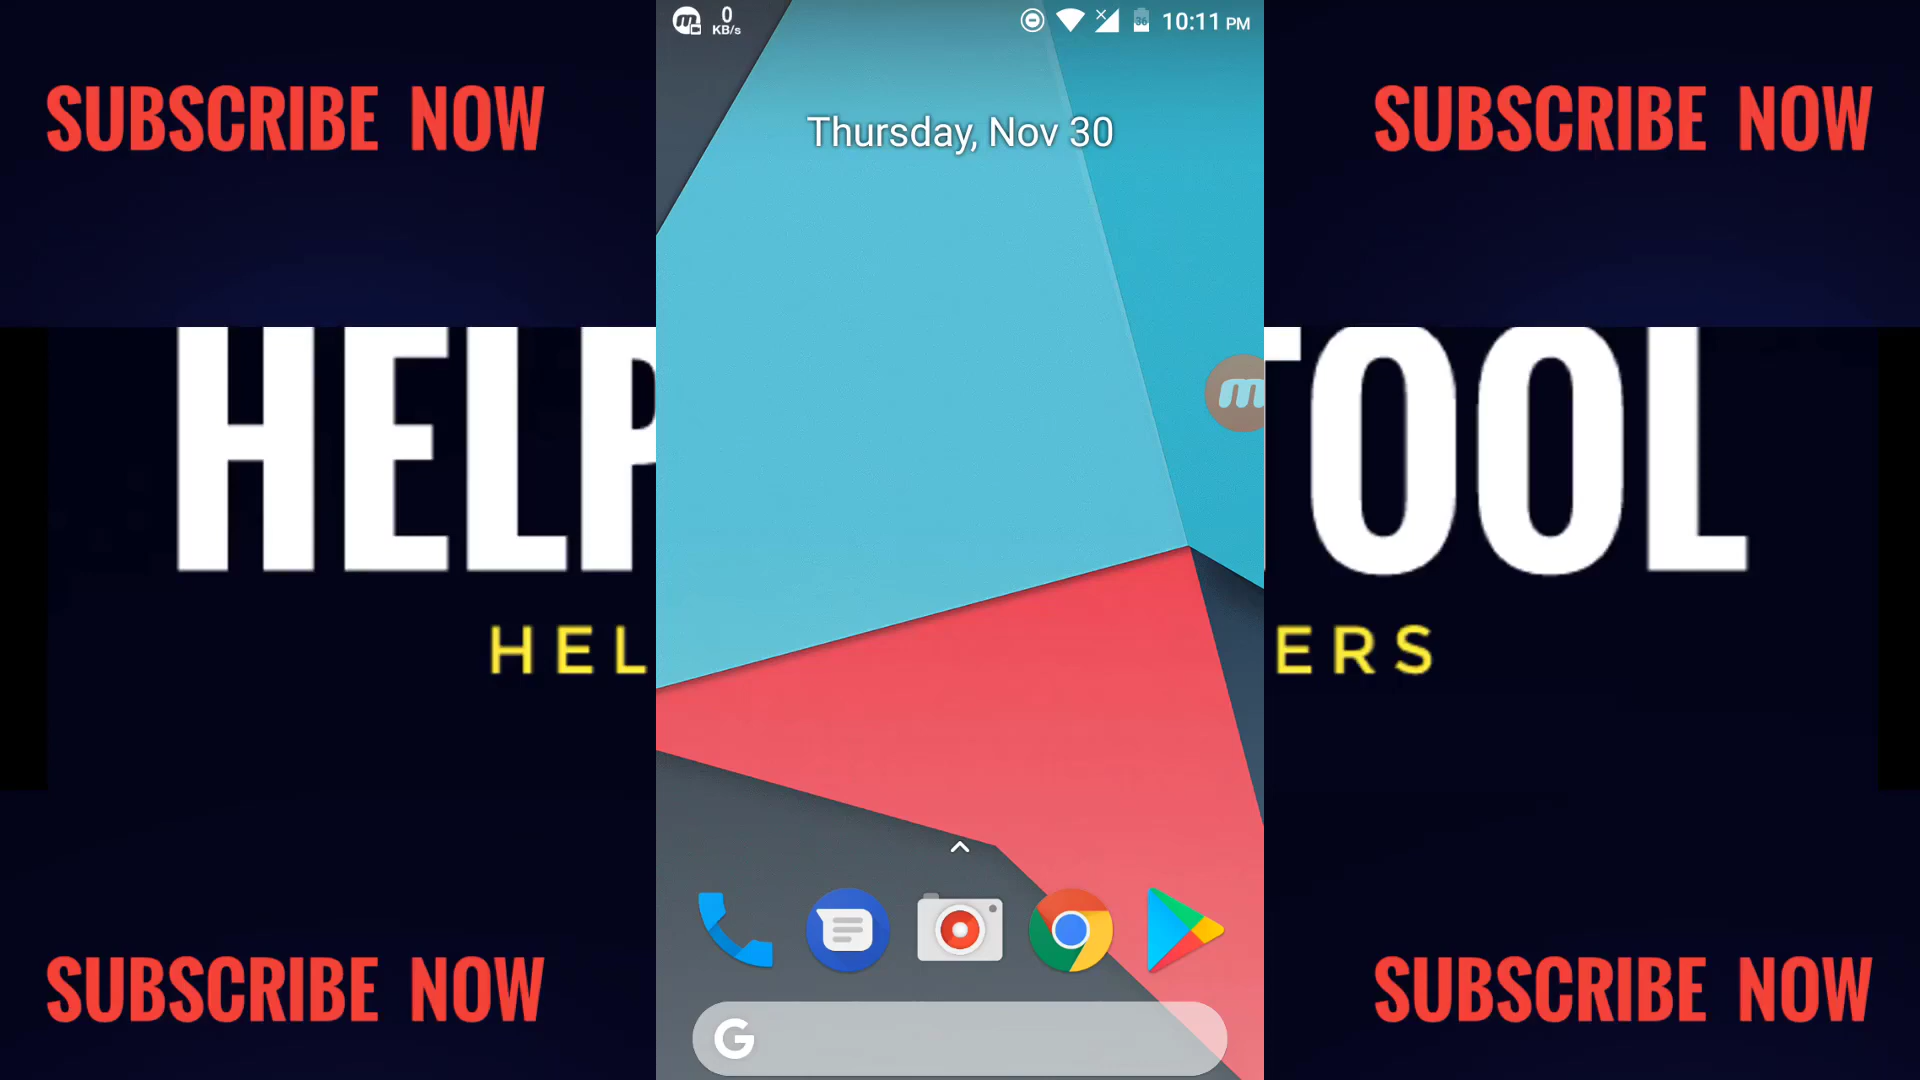 0
KB/s
36
10:11 PM
SUBSCRIBE NOW
SUBSCRIBE NOW
Thursday, Nov 30
m
HELP
TOOL
HEL
ERS
G
SUBSCRIBE NOW
SUBSCRIBE NOW